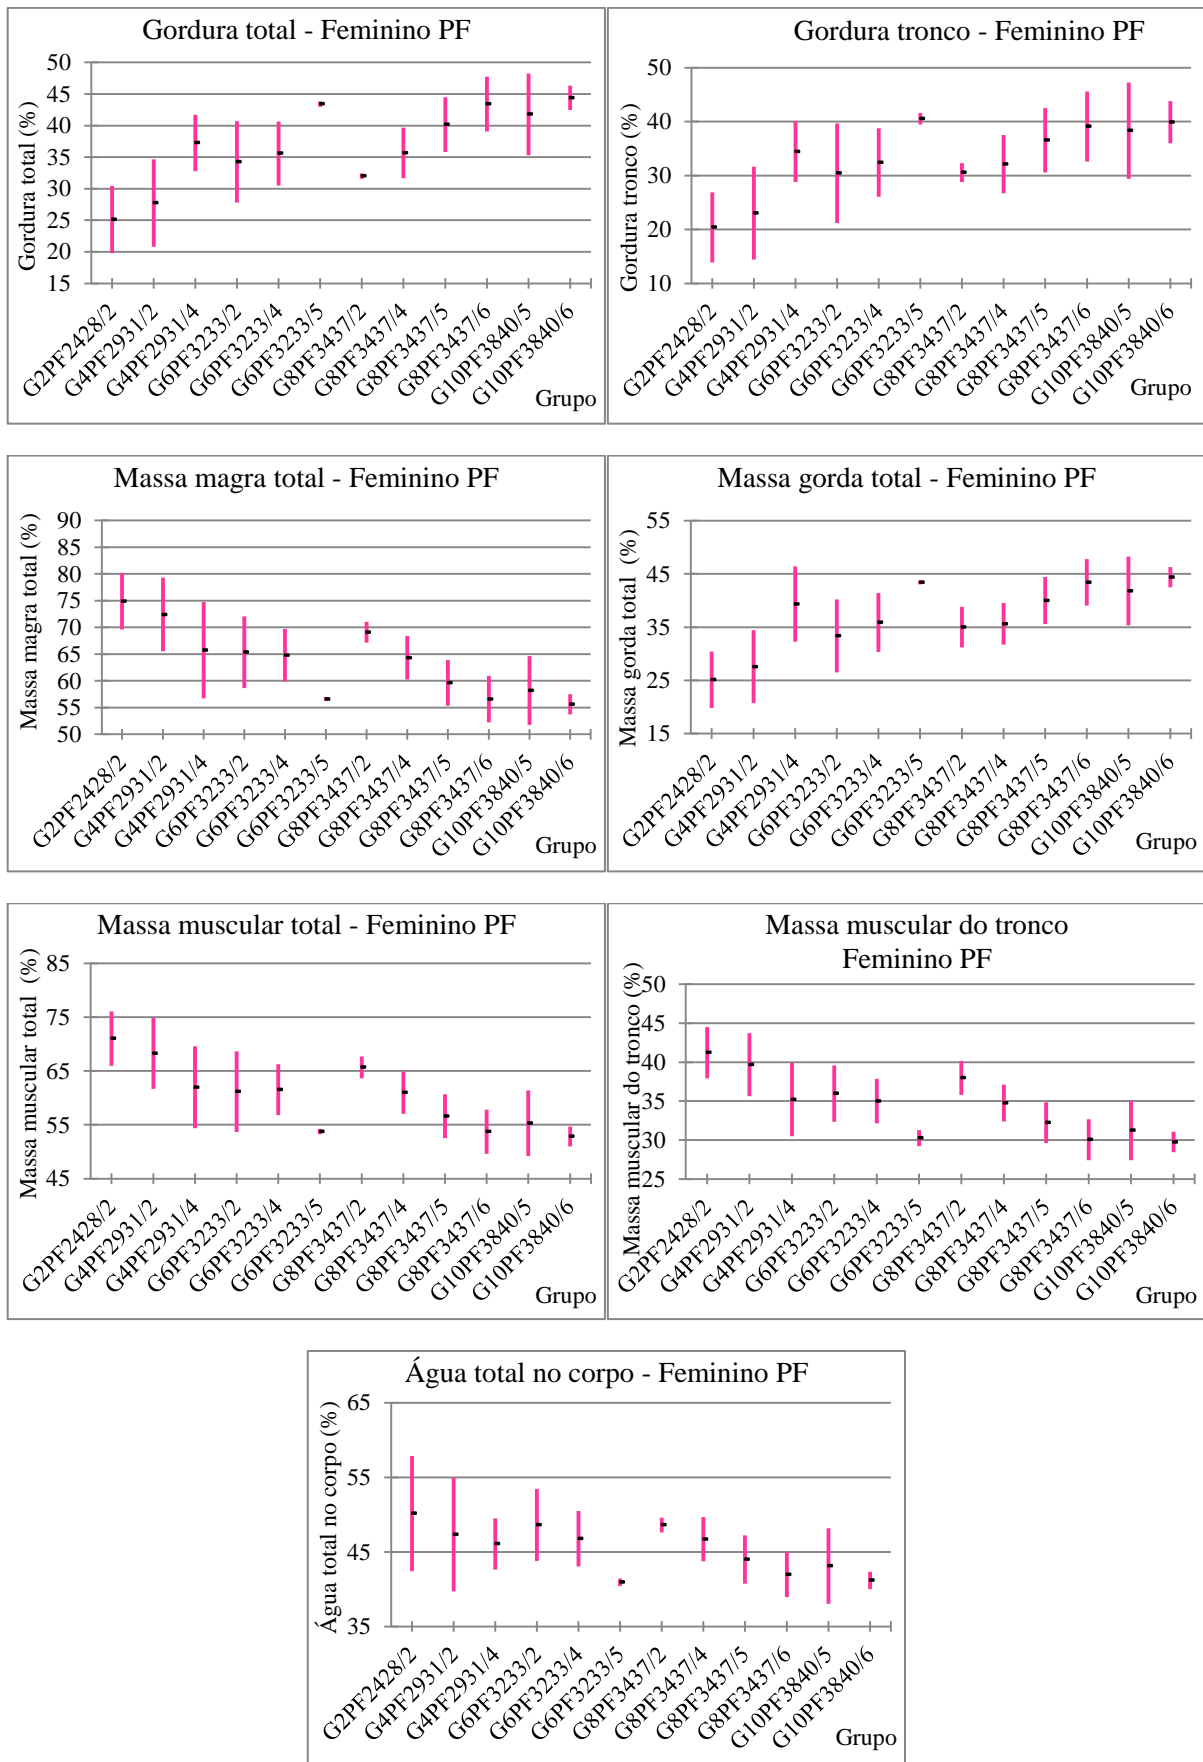 Gordura total - Feminino PF
Gordura total (%)
50
45
40
35
30
25
20
15
G2PF2428/2
G4PF2931/2
G4PF2931/4
G6PF3233/2
G6PF3233/4
G6PF3233/5
G8PF3437/2
G8PF3437/4
G8PF3437/5
G8PF3437/6
G10PF3840/5
G10PF3840/6
Grupo
Gordura tronco - Feminino PF
Gordura tronco (%)
50
40
30
20
10
G2PF2428/2
G4PF2931/2
G4PF2931/4
G6PF3233/2
G6PF3233/4
G6PF3233/5
G8PF3437/2
G8PF3437/4
G8PF3437/5
G8PF3437/6
G10PF3840/5
G10PF3840/6
Grupo
Massa magra total - Feminino PF
Massa magra total (%)
90
85
80
75
70
65
60
55
50
G2PF2428/2
G4PF2931/2
G4PF2931/4
G6PF3233/2
G6PF3233/4
G6PF3233/5
G8PF3437/2
G8PF3437/4
G8PF3437/5
G8PF3437/6
G10PF3840/5
G10PF3840/6
Grupo
Massa gorda total - Feminino PF
Massa gorda total (%)
55
45
35
25
15
G2PF2428/2
G4PF2931/2
G4PF2931/4
G6PF3233/2
G6PF3233/4
G6PF3233/5
G8PF3437/2
G8PF3437/4
G8PF3437/5
G8PF3437/6
G10PF3840/5
G10PF3840/6
Grupo
Massa muscular total - Feminino PF
Massa muscular total (%)
85
75
65
55
45
G2PF2428/2
G4PF2931/2
G4PF2931/4
G6PF3233/2
G6PF3233/4
G6PF3233/5
G8PF3437/2
G8PF3437/4
G8PF3437/5
G8PF3437/6
G10PF3840/5
G10PF3840/6
Grupo
Massa muscular do tronco
Feminino PF
Massa muscular do tronco (%)
50
45
40
35
30
25
G2PF2428/2
G4PF2931/2
G4PF2931/4
G6PF3233/2
G6PF3233/4
G6PF3233/5
G8PF3437/2
G8PF3437/4
G8PF3437/5
G8PF3437/6
G10PF3840/5
G10PF3840/6
Grupo
Água total no corpo - Feminino PF
Água total no corpo (%)
65
55
45
35
G2PF2428/2
G4PF2931/2
G4PF2931/4
G6PF3233/2
G6PF3233/4
G6PF3233/5
G8PF3437/2
G8PF3437/4
G8PF3437/5
G8PF3437/6
G10PF3840/5
G10PF3840/6
Grupo